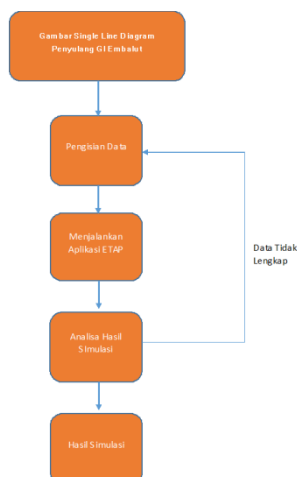 Gambar Single Line Diagram
Penyulang GI Embalut
Pengisian Data
Menjalankan
Aplikasi ETAP
Data Tidak
Lengkap
Analisa Hasil
SImulasi
Hasil SImulasi